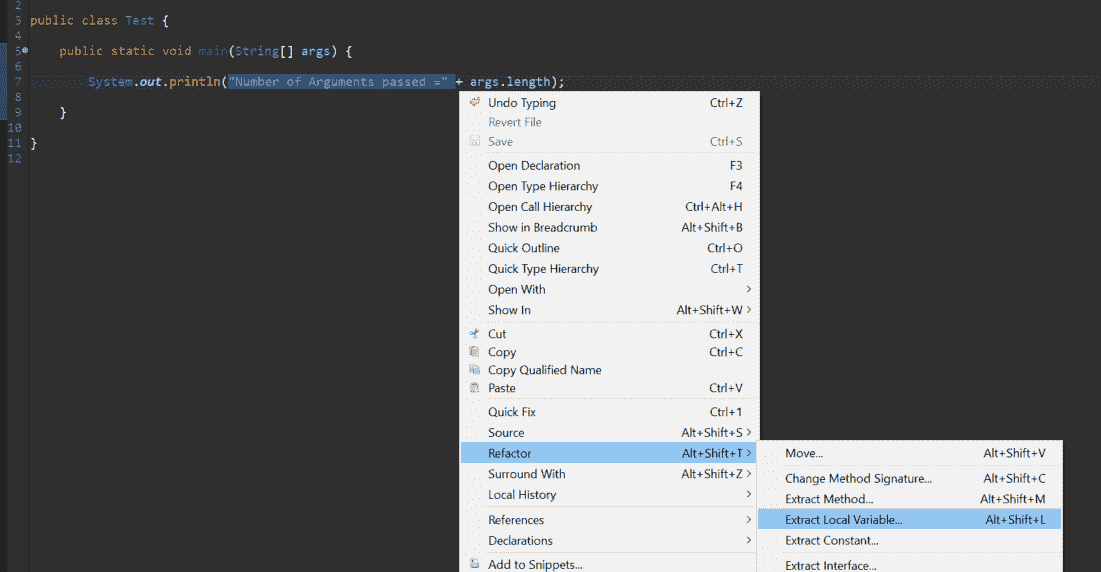 2
3 public class Test {
4
5 public static void main(String[] args) {
6
7 System.out.println("Number of Arguments passed =" + args.length);
8
9 }
10
11 }
12
Undo Typing Ctrl+Z
Revert File
Save Ctrl+S
Open Declaration F3
Open Type Hierarchy F4
Open Call Hierarchy Ctrl+Alt+H
Show in Breadcrumb Alt+Shift+B
Quick Outline Ctrl+O
Quick Type Hierarchy Ctrl+T
Open With >
Show In Alt+Shift+W >
Cut Ctrl+X
Copy Ctrl+C
Copy Qualified Name
Paste Ctrl+V
Quick Fix Ctrl+1
Source Alt+Shift+S >
Refactor Alt+Shift+T >
Surround With Alt+Shift+Z >
Local History >
References >
Declarations >
Add to Snippets...
Move... Alt+Shift+V
Change Method Signature... Alt+Shift+C
Extract Method... Alt+Shift+M
Extract Local Variable... Alt+Shift+L
Extract Constant...
Extract Interface...